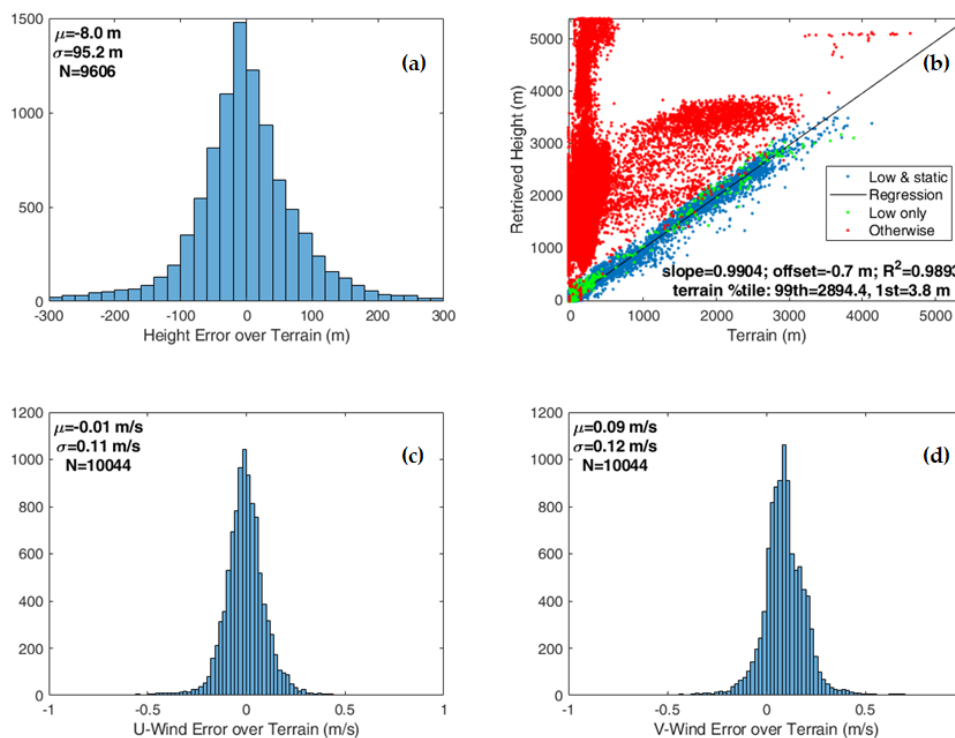 1500
1000
500
0
μ=-8.0 m
σ=95.2 m
N=9606
(a)
-300
-200
-100
0
100
200
300
Height Error over Terrain (m)
5000
4000
3000
2000
1000
0
Retrieved Height (m)
(b)
Low & static
Regression
Low only
Otherwise
slope=0.9904; offset=-0.7 m; R²=0.9893
terrain %tile: 99th=2894.4, 1st=3.8 m
0
1000
2000
3000
4000
5000
Terrain (m)
1200
1000
800
600
400
200
0
μ=-0.01 m/s
σ=0.11 m/s
N=10044
(c)
-1
-0.5
0
0.5
1
U-Wind Error over Terrain (m/s)
1200
1000
800
600
400
200
0
μ=0.09 m/s
σ=0.12 m/s
N=10044
(d)
-1
-0.5
0
0.5
V-Wind Error over Terrain (m/s)